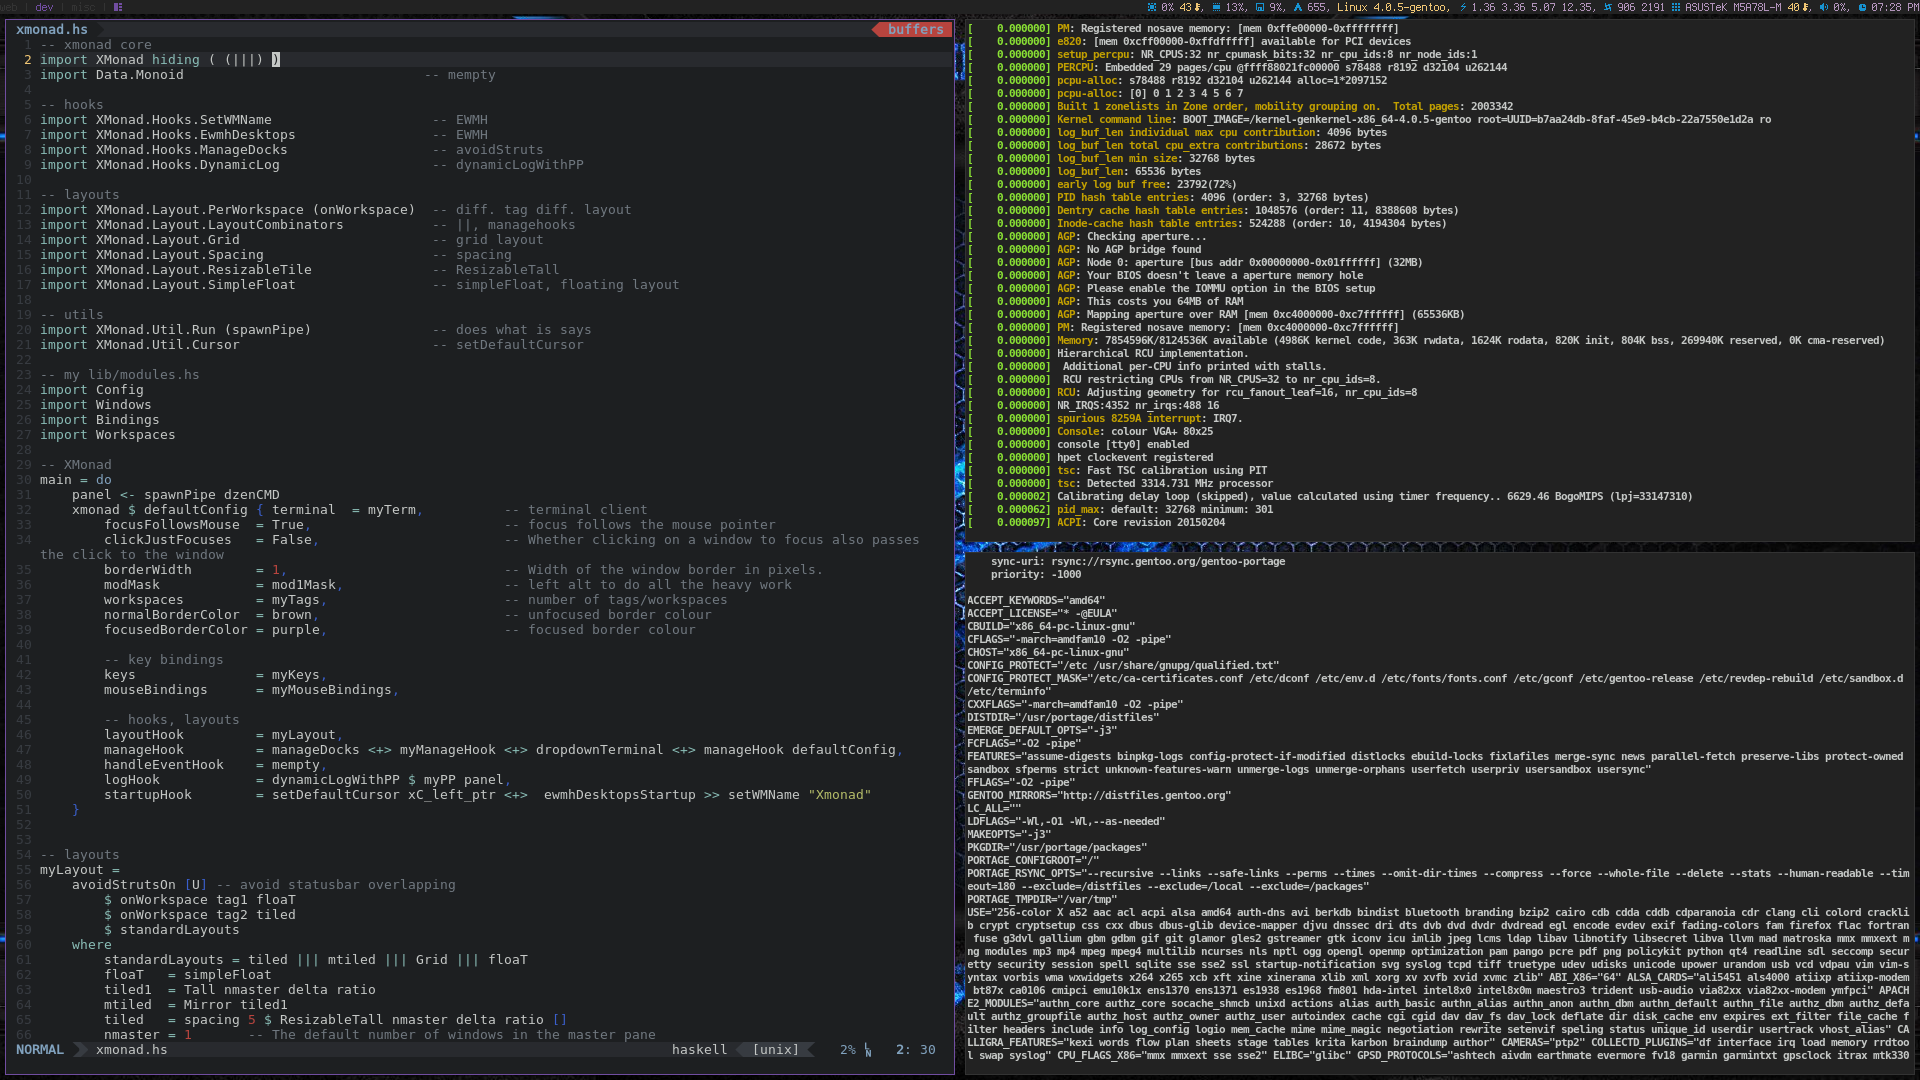 web | dev | misc |
0% 43, 13%, 9%, 655, Linux 4.0.5-gentoo, 1.36 3.36 5.07 12.35, 906 2191 ASUSTeK M5A78L-M 40, 0%, 07:28 PM
xmonad.hs buffers
1 -- xmonad core
2 import XMonad hiding ( (|||) )
3 import Data.Monoid -- mempty
4
5 -- hooks
6 import XMonad.Hooks.SetWMName -- EWMH
7 import XMonad.Hooks.EwmhDesktops -- EWMH
8 import XMonad.Hooks.ManageDocks -- avoidStruts
9 import XMonad.Hooks.DynamicLog -- dynamicLogWithPP
10
11 -- layouts
12 import XMonad.Layout.PerWorkspace (onWorkspace) -- diff. tag diff. layout
13 import XMonad.Layout.LayoutCombinators -- ||, managehooks
14 import XMonad.Layout.Grid -- grid layout
15 import XMonad.Layout.Spacing -- spacing
16 import XMonad.Layout.ResizableTile -- ResizableTall
17 import XMonad.Layout.SimpleFloat -- simpleFloat, floating layout
18
19 -- utils
20 import XMonad.Util.Run (spawnPipe) -- does what is says
21 import XMonad.Util.Cursor -- setDefaultCursor
22
23 -- my lib/modules.hs
24 import Config
25 import Windows
26 import Bindings
27 import Workspaces
28
29 -- XMonad
30 main = do
31 panel <- spawnPipe dzenCMD
32 xmonad $ defaultConfig { terminal = myTerm, -- terminal client
33 focusFollowsMouse = True, -- focus follows the mouse pointer
34 clickJustFocuses = False, -- Whether clicking on a window to focus also passes
the click to the window
35 borderWidth = 1, -- Width of the window border in pixels.
36 modMask = mod1Mask, -- left alt to do all the heavy work
37 workspaces = myTags, -- number of tags/workspaces
38 normalBorderColor = brown, -- unfocused border colour
39 focusedBorderColor = purple, -- focused border colour
40
41 -- key bindings
42 keys = myKeys,
43 mouseBindings = myMouseBindings,
44
45 -- hooks, layouts
46 layoutHook = myLayout,
47 manageHook = manageDocks <+> myManageHook <+> dropdownTerminal <+> manageHook defaultConfig,
48 handleEventHook = mempty,
49 logHook = dynamicLogWithPP $ myPP panel,
50 startupHook = setDefaultCursor xC_left_ptr <+> ewmhDesktopsStartup >> setWMName "Xmonad"
51 }
52
53
54 -- layouts
55 myLayout =
56 avoidStrutsOn [U] -- avoid statusbar overlapping
57 $ onWorkspace tag1 floaT
58 $ onWorkspace tag2 tiled
59 $ standardLayouts
60 where
61 standardLayouts = tiled ||| mtiled ||| Grid ||| floaT
62 floaT = simpleFloat
63 tiled1 = Tall nmaster delta ratio
64 mtiled = Mirror tiled1
65 tiled = spacing 5 $ ResizableTall nmaster delta ratio []
66 nmaster = 1 -- The default number of windows in the master pane
NORMAL xmonad.hs haskell [unix] 2% LN 2: 30
[ 0.000000] PM: Registered nosave memory: [mem 0xffe00000-0xffffffff]
[ 0.000000] e820: [mem 0xcff00000-0xffdfffff] available for PCI devices
[ 0.000000] setup_percpu: NR_CPUS:32 nr_cpumask_bits:32 nr_cpu_ids:8 nr_node_ids:1
[ 0.000000] PERCPU: Embedded 29 pages/cpu @ffff88021fc00000 s78488 r8192 d32104 u262144
[ 0.000000] pcpu-alloc: s78488 r8192 d32104 u262144 alloc=1*2097152
[ 0.000000] pcpu-alloc: [0] 0 1 2 3 4 5 6 7
[ 0.000000] Built 1 zonelists in Zone order, mobility grouping on.  Total pages: 2003342
[ 0.000000] Kernel command line: BOOT_IMAGE=/kernel-genkernel-x86_64-4.0.5-gentoo root=UUID=b7aa24db-8faf-45e9-b4cb-22a7550e1d2a ro
[ 0.000000] log_buf_len individual max cpu contribution: 4096 bytes
[ 0.000000] log_buf_len total cpu_extra contributions: 28672 bytes
[ 0.000000] log_buf_len min size: 32768 bytes
[ 0.000000] log_buf_len: 65536 bytes
[ 0.000000] early log buf free: 23792(72%)
[ 0.000000] PID hash table entries: 4096 (order: 3, 32768 bytes)
[ 0.000000] Dentry cache hash table entries: 1048576 (order: 11, 8388608 bytes)
[ 0.000000] Inode-cache hash table entries: 524288 (order: 10, 4194304 bytes)
[ 0.000000] AGP: Checking aperture...
[ 0.000000] AGP: No AGP bridge found
[ 0.000000] AGP: Node 0: aperture [bus addr 0x00000000-0x01ffffff] (32MB)
[ 0.000000] AGP: Your BIOS doesn't leave a aperture memory hole
[ 0.000000] AGP: Please enable the IOMMU option in the BIOS setup
[ 0.000000] AGP: This costs you 64MB of RAM
[ 0.000000] AGP: Mapping aperture over RAM [mem 0xc4000000-0xc7ffffff] (65536KB)
[ 0.000000] PM: Registered nosave memory: [mem 0xc4000000-0xc7ffffff]
[ 0.000000] Memory: 7854596K/8124536K available (4986K kernel code, 363K rwdata, 1624K rodata, 820K init, 804K bss, 269940K reserved, 0K cma-reserved)
[ 0.000000] Hierarchical RCU implementation.
[ 0.000000] Additional per-CPU info printed with stalls.
[ 0.000000] RCU restricting CPUs from NR_CPUS=32 to nr_cpu_ids=8.
[ 0.000000] RCU: Adjusting geometry for rcu_fanout_leaf=16, nr_cpu_ids=8
[ 0.000000] NR_IRQS:4352 nr_irqs:488 16
[ 0.000000] spurious 8259A interrupt: IRQ7.
[ 0.000000] Console: colour VGA+ 80x25
[ 0.000000] console [tty0] enabled
[ 0.000000] hpet clockevent registered
[ 0.000000] tsc: Fast TSC calibration using PIT
[ 0.000000] tsc: Detected 3314.731 MHz processor
[ 0.000002] Calibrating delay loop (skipped), value calculated using timer frequency.. 6629.46 BogoMIPS (lpj=33147310)
[ 0.000062] pid_max: default: 32768 minimum: 301
[ 0.000097] ACPI: Core revision 20150204
sync-uri: rsync://rsync.gentoo.org/gentoo-portage
priority: -1000

ACCEPT_KEYWORDS="amd64"
ACCEPT_LICENSE="* -@EULA"
CBUILD="x86_64-pc-linux-gnu"
CFLAGS="-march=amdfam10 -O2 -pipe"
CHOST="x86_64-pc-linux-gnu"
CONFIG_PROTECT="/etc /usr/share/gnupg/qualified.txt"
CONFIG_PROTECT_MASK="/etc/ca-certificates.conf /etc/dconf /etc/env.d /etc/fonts/fonts.conf /etc/gconf /etc/gentoo-release /etc/revdep-rebuild /etc/sandbox.d
/etc/terminfo"
CXXFLAGS="-march=amdfam10 -O2 -pipe"
DISTDIR="/usr/portage/distfiles"
EMERGE_DEFAULT_OPTS="-j3"
FCFLAGS="-O2 -pipe"
FEATURES="assume-digests binpkg-logs config-protect-if-modified distlocks ebuild-locks fixlafiles merge-sync news parallel-fetch preserve-libs protect-owned
sandbox sfperms strict unknown-features-warn unmerge-logs unmerge-orphans userfetch userpriv usersandbox usersync"
FFLAGS="-O2 -pipe"
GENTOO_MIRRORS="http://distfiles.gentoo.org"
LC_ALL=""
LDFLAGS="-Wl,-O1 -Wl,--as-needed"
MAKEOPTS="-j3"
PKGDIR="/usr/portage/packages"
PORTAGE_CONFIGROOT="/"
PORTAGE_RSYNC_OPTS="--recursive --links --safe-links --perms --times --omit-dir-times --compress --force --whole-file --delete --stats --human-readable --tim
eout=180 --exclude=/distfiles --exclude=/local --exclude=/packages"
PORTAGE_TMPDIR="/var/tmp"
USE="256-color X a52 aac acl acpi alsa amd64 auth-dns avi berkdb bindist bluetooth branding bzip2 cairo cdb cdda cddb cdparanoia cdr clang cli colord crackli
b crypt cryptsetup css cxx dbus dbus-glib device-mapper djvu dnssec dri dts dvb dvd dvdr dvdread egl encode evdev exif fading-colors fam firefox flac fortran
fuse g3dvl gallium gbm gdbm gif git glamor gles2 gstreamer gtk iconv icu imlib jpeg lcms ldap libav libnotify libsecret libva llvm mad matroska mmx mmxext m
ng modules mp3 mp4 mpeg mpeg4 multilib ncurses nls nptl ogg opengl openmp optimization pam pango pcre pdf png policykit python qt4 readline sdl seccomp secur
etty security session spell sqlite sse sse2 ssl startup-notification svg syslog tcpd tiff truetype udev udisks unicode upower urandom usb vcd vdpau vim vim-s
yntax vorbis wma woqwidgets x264 x265 xcb xft xine xinerama xlib xml xorg xv xvfb xvid xvmc zlib" ABI_X86="64" ALSA_CARDS="ali5451 als4000 atiixp atiixp-modem
bt87x ca0106 cmipci emu10k1x ens1370 ens1371 es1938 es1968 fm801 hda-intel intel8x0 intel8x0m maestro3 trident usb-audio via82xx via82xx-modem ymfpci" APACH
E2_MODULES="authn_core authz_core socache_shmcb unixd actions alias auth_basic authn_alias authn_anon authn_dbm authn_default authn_file authz_dbm authz_defa
ult authz_groupfile authz_host authz_owner authz_user autoindex cache cgi cgid dav dav_fs dav_lock deflate dir disk_cache env expires ext_filter file_cache f
ilter headers include info log_config logio mem_cache mime mime_magic negotiation rewrite setenvif speling status unique_id userdir usertrack vhost_alias" CA
LLIGRA_FEATURES="kexi words flow plan sheets stage tables krita karbon braindump author" CAMERAS="ptp2" COLLECTD_PLUGINS="df interface irq load memory rrdtoo
l swap syslog" CPU_FLAGS_X86="mmx mmxext sse sse2" ELIBC="glibc" GPSD_PROTOCOLS="ashtech aivdm earthmate evermore fv18 garmin garmintxt gpsclock itrax mtk330